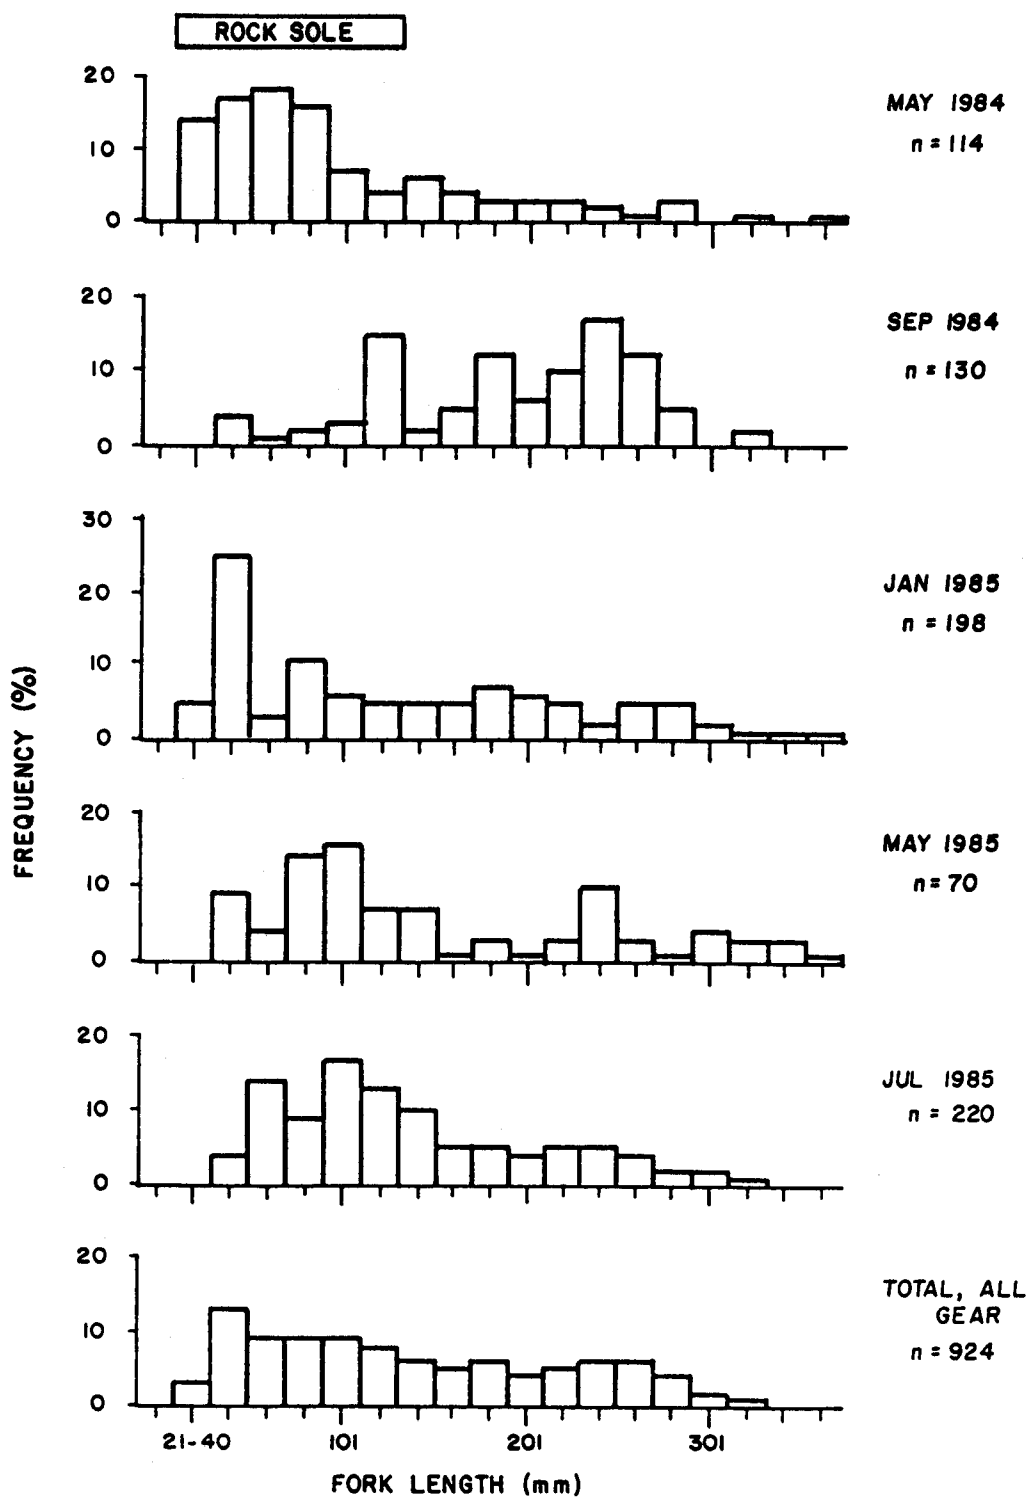 ROCK SOLE
20
10
0
MAY 1984
n = 114
20
10
0
SEP 1984
n = 130
30
20
10
0
JAN 1985
n = 198
FREQUENCY (%)
20
10
0
MAY 1985
n = 70
20
10
0
JUL 1985
n = 220
20
10
0
TOTAL, ALL
GEAR
n = 924
21-40 101 201 301
FORK LENGTH (mm)